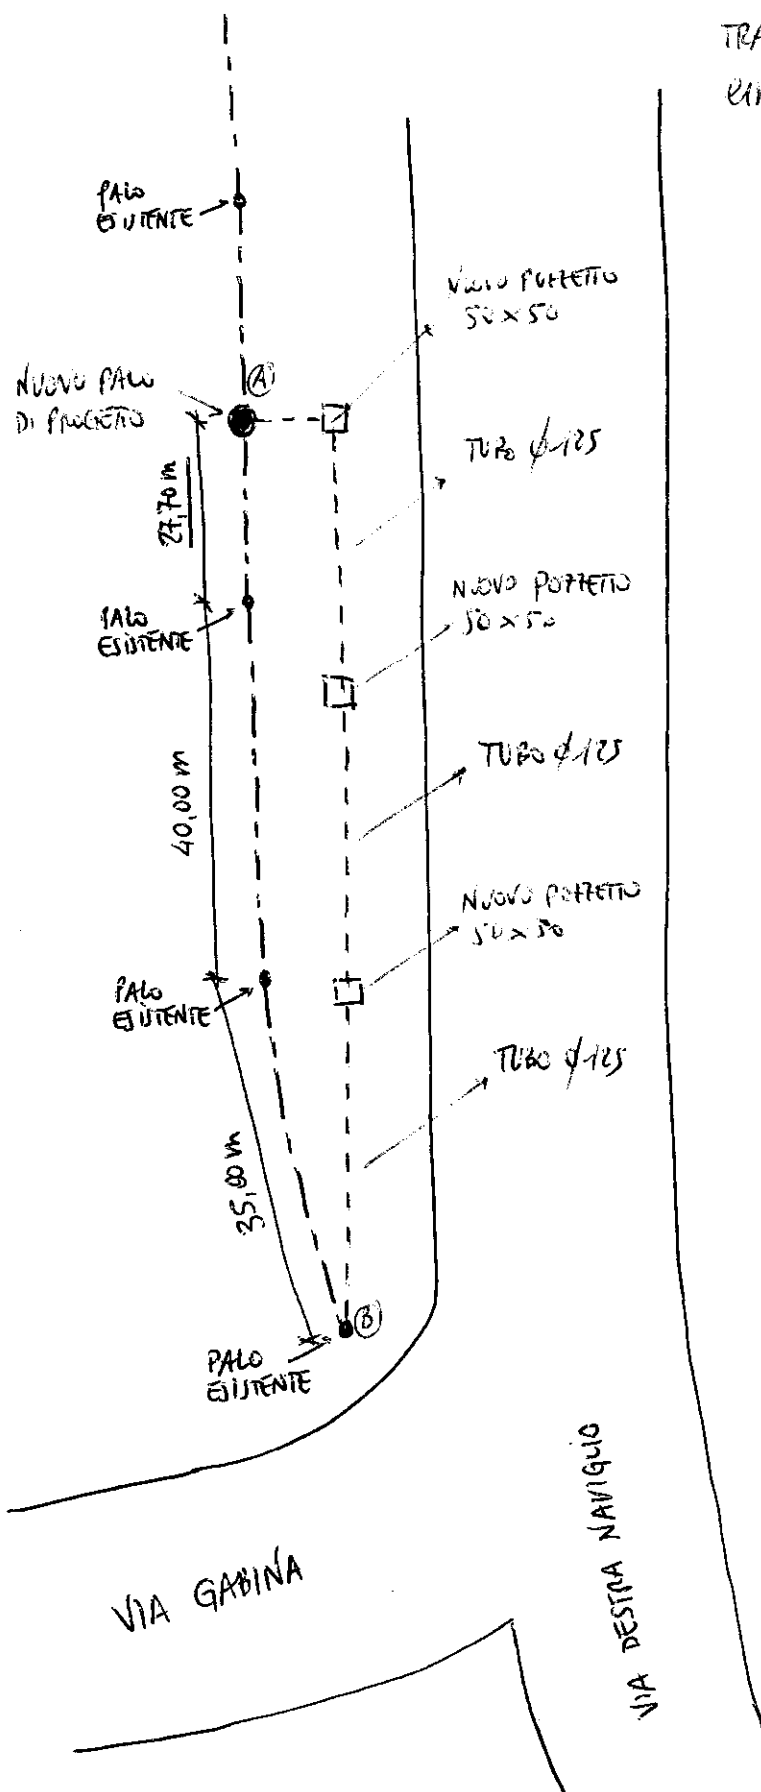 TRA
PALO
ESISTENTE
NUOVO POZZETTO
50 x 50
A
NUOVO PALO
DI PROGETTO
27,70 m
TUBO ϕ 125
NUOVO POZZETTO
50 x 50
PALO
ESISTENTE
40,00 m
TUBO ϕ 125
NUOVO POZZETTO
50 x 50
PALO
ESISTENTE
TUBO ϕ 125
35,00 m
B
PALO
ESISTENTE
VIA GABINA
VIA DESTRA NAVIGLIO